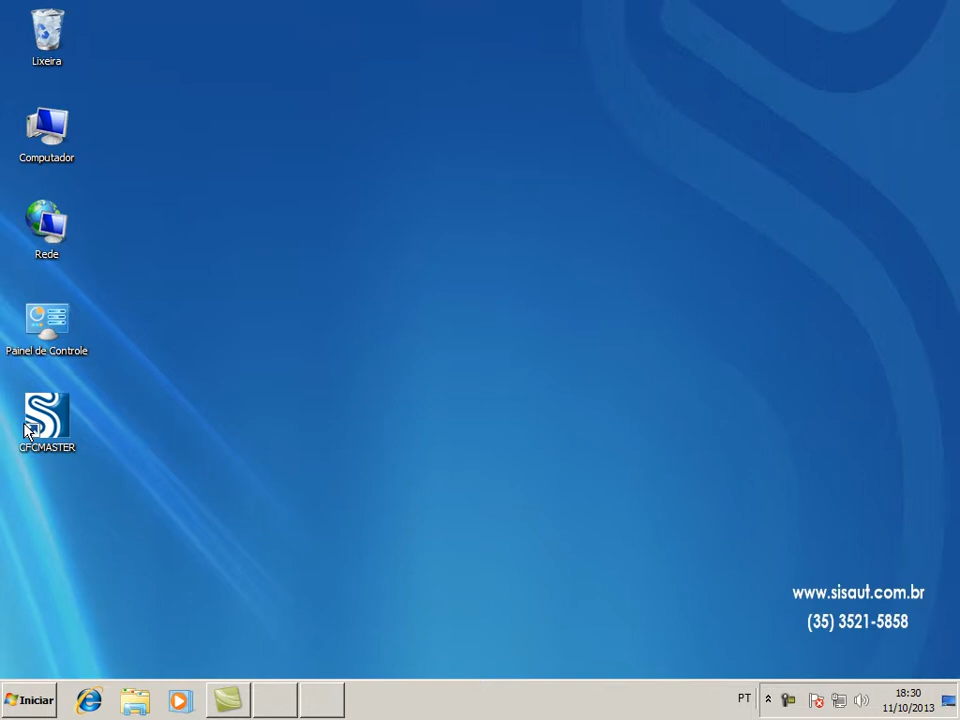 Lixeira
Computador
Rede
Painel de Controle
CFCMASTER
www.sisaut.com.br
(35) 3521-5858
Iniciar
PT
18:30
11/10/2013